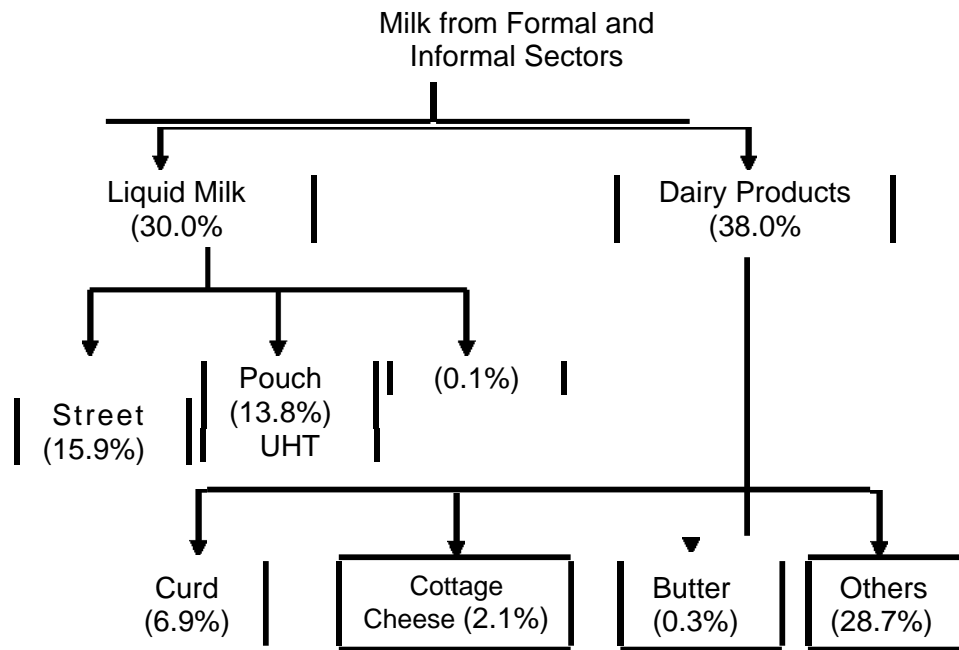 Milk from Formal and
Informal Sectors
Liquid Milk
(30.0%
Dairy Products
(38.0%
Street
(15.9%)
Pouch
(13.8%)
UHT
(0.1%)
Curd
(6.9%)
Cottage
Cheese (2.1%)
Butter
(0.3%)
Others
(28.7%)